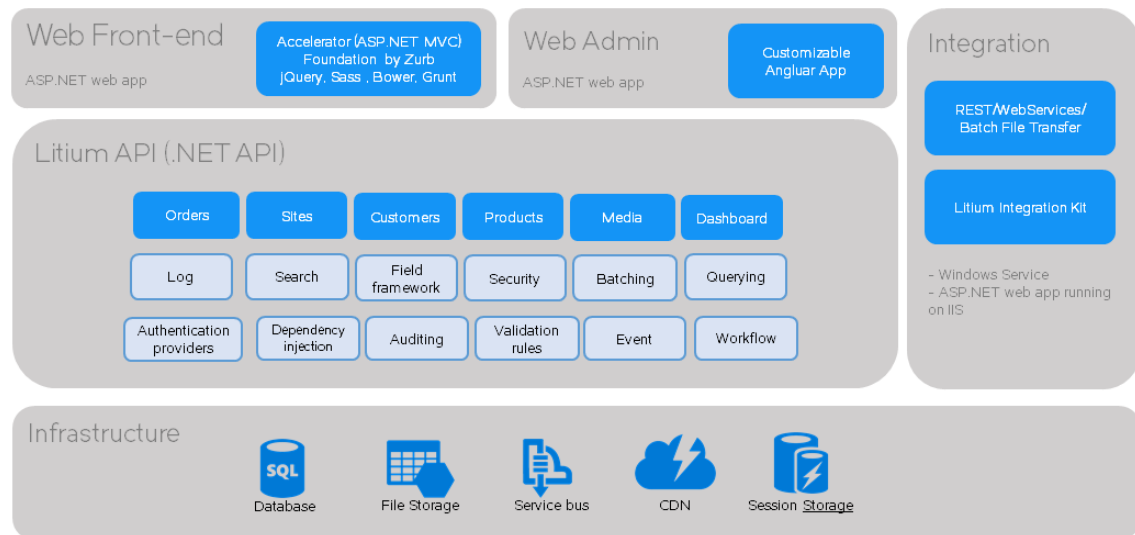 Web Front-end
ASP.NET web app
Accelerator (ASP.NET MVC)
Foundation by Zurb
jQuery, Sass , Bower, Grunt
Web Admin
ASP.NET web app
Customizable
Angluar App
Integration
REST/WebServices/
Batch File Transfer
Litium Integration Kit
- Windows Service
- ASP.NET web app running
on IIS
Litium API (.NET API)
Orders
Sites
Customers
Products
Media
Dashboard
Log
Search
Field
framework
Security
Batching
Querying
Authentication
providers
Dependency
injection
Auditing
Validation
rules
Event
Workflow
Infrastructure
SQL
Database
File Storage
Service bus
CDN
Session Storage